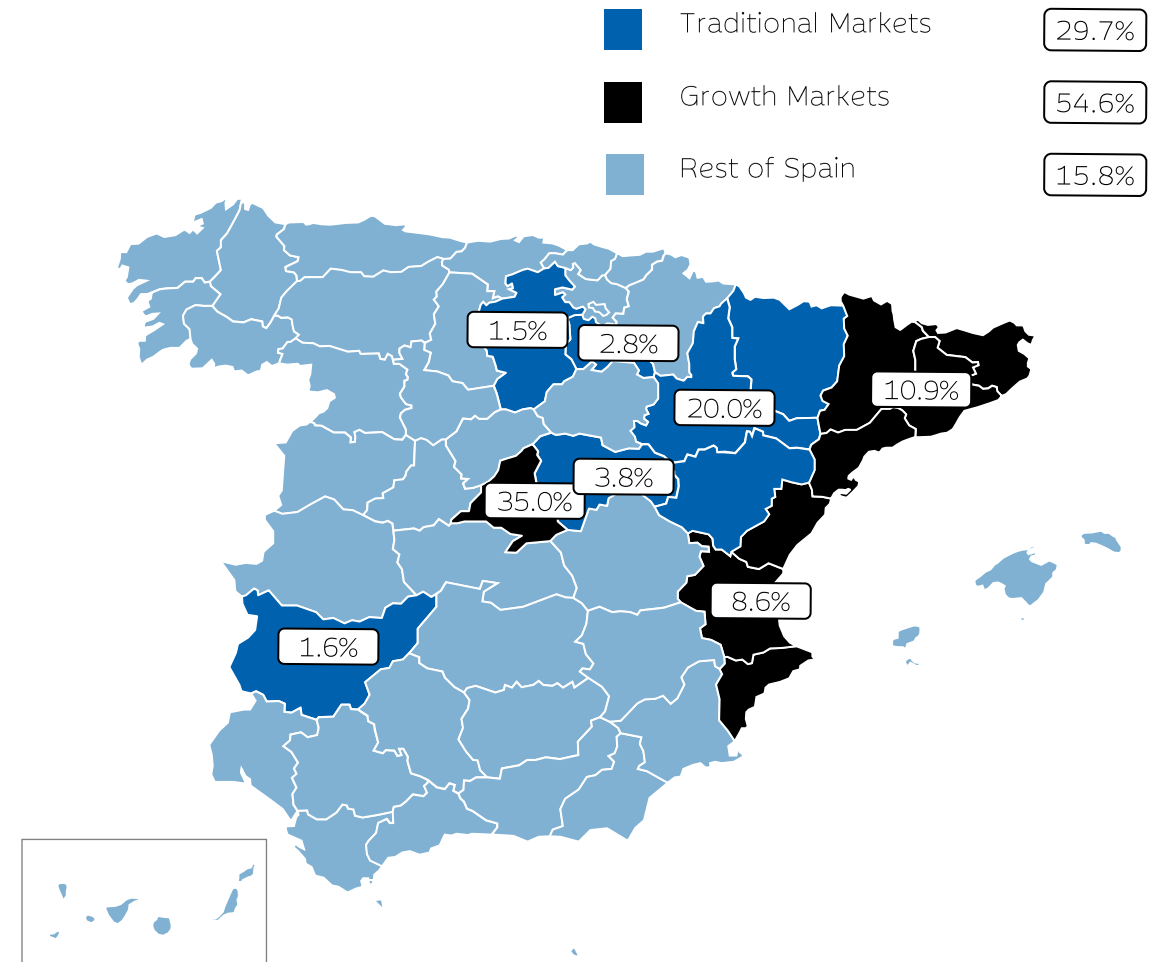 Traditional Markets 29.7%
Growth Markets 54.6%
Rest of Spain 15.8%
1.5%
2.8%
10.9%
20.0%
3.8%
35.0%
8.6%
1.6%